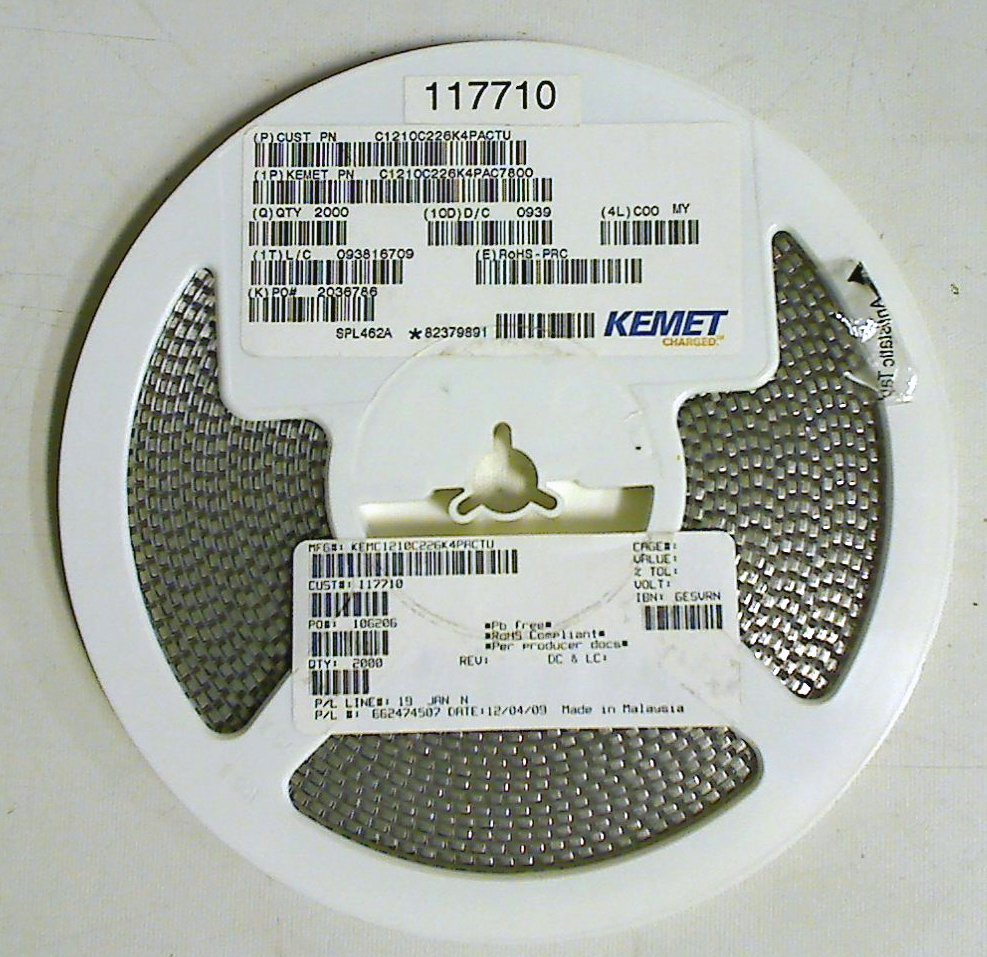 117710
(P)CUST PN C1210C226K4PACTU
(1P)KEMET PN C1210C226K4PAC7800
(Q)QTY 2000 (10D)D/C 0939 (4L)COO MY
(1T)L/C 093816709 (E)RoHS-PRC
(K)PO# 2036786
SPL462A *82379891 KEMET
CHARGED.
Antistatic Tap
MFG#: KEMC1210C226K4PACTU CAGE#:
VALUE:
% TOL:
CUST#: 117710 VOLT:
IBN: GESVRN
PO#: 106206 ■Pb free■
■RoHS Compliant■
■Per producer docs■
QTY: 2000 REV: DC & LC:
P/L LINE#: 19 JAN N
P/L #: 662474507 DATE:12/04/09 Made in Malaysia